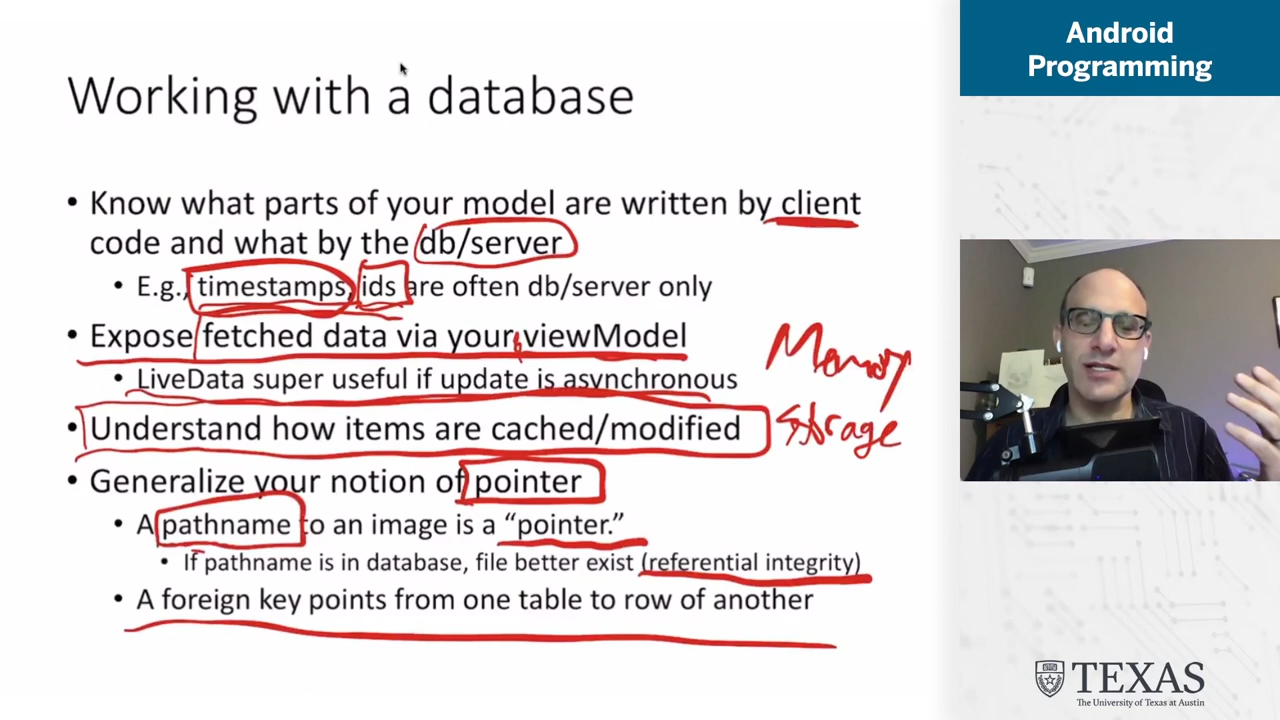 Android
Programming
Working with a database
• Know what parts of your model are written by client
code and what by the db/server
• E.g., timestamps, ids are often db/server only
• Expose fetched data via your viewModel
• LiveData super useful if update is asynchronous
Memory
• Understand how items are cached/modified
Storage
• Generalize your notion of pointer
• A pathname to an image is a “pointer.”
• If pathname is in database, file better exist (referential integrity)
• A foreign key points from one table to row of another
TEXAS
The University of Texas at Austin